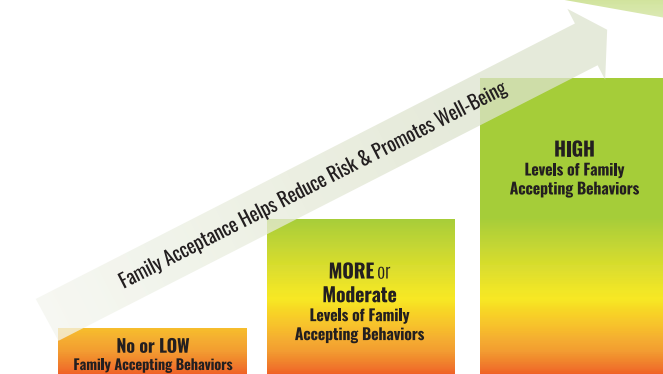 Family Acceptance Helps Reduce Risk & Promotes Well-Being
HIGH
Levels of Family
Accepting Behaviors
MORE or
Moderate
Levels of Family
Accepting Behaviors
No or LOW
Family Accepting Behaviors